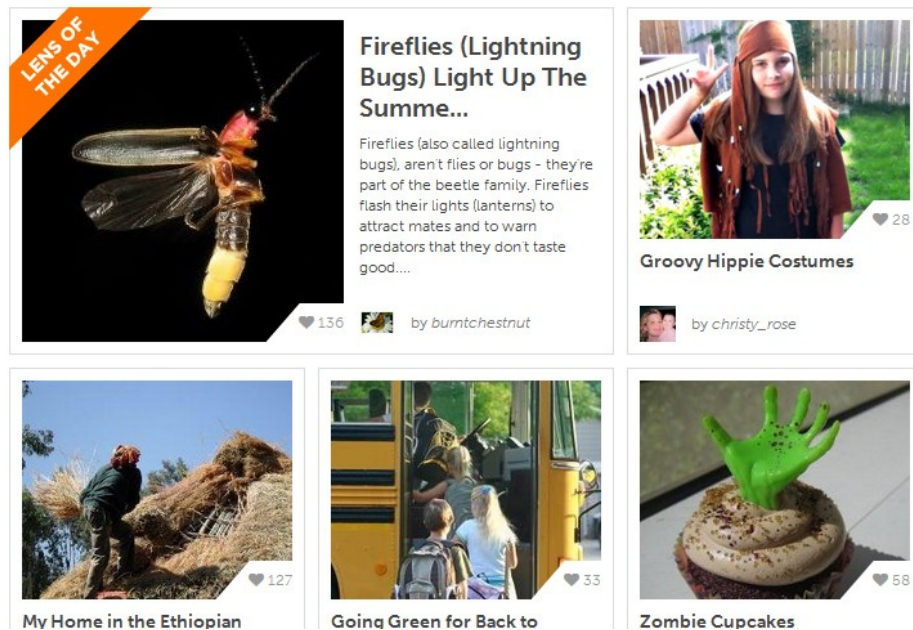 LENS OF
THE DAY
Fireflies (Lightning
Bugs) Light Up The
Summe...
Fireflies (also called lightning
bugs), aren't flies or bugs - they're
part of the beetle family. Fireflies
flash their lights (lanterns) to
attract mates and to warn
predators that they don't taste
good....
136
by burntchestnut
28
Groovy Hippie Costumes
by christy_rose
127
My Home in the Ethiopian
33
Going Green for Back to
58
Zombie Cupcakes